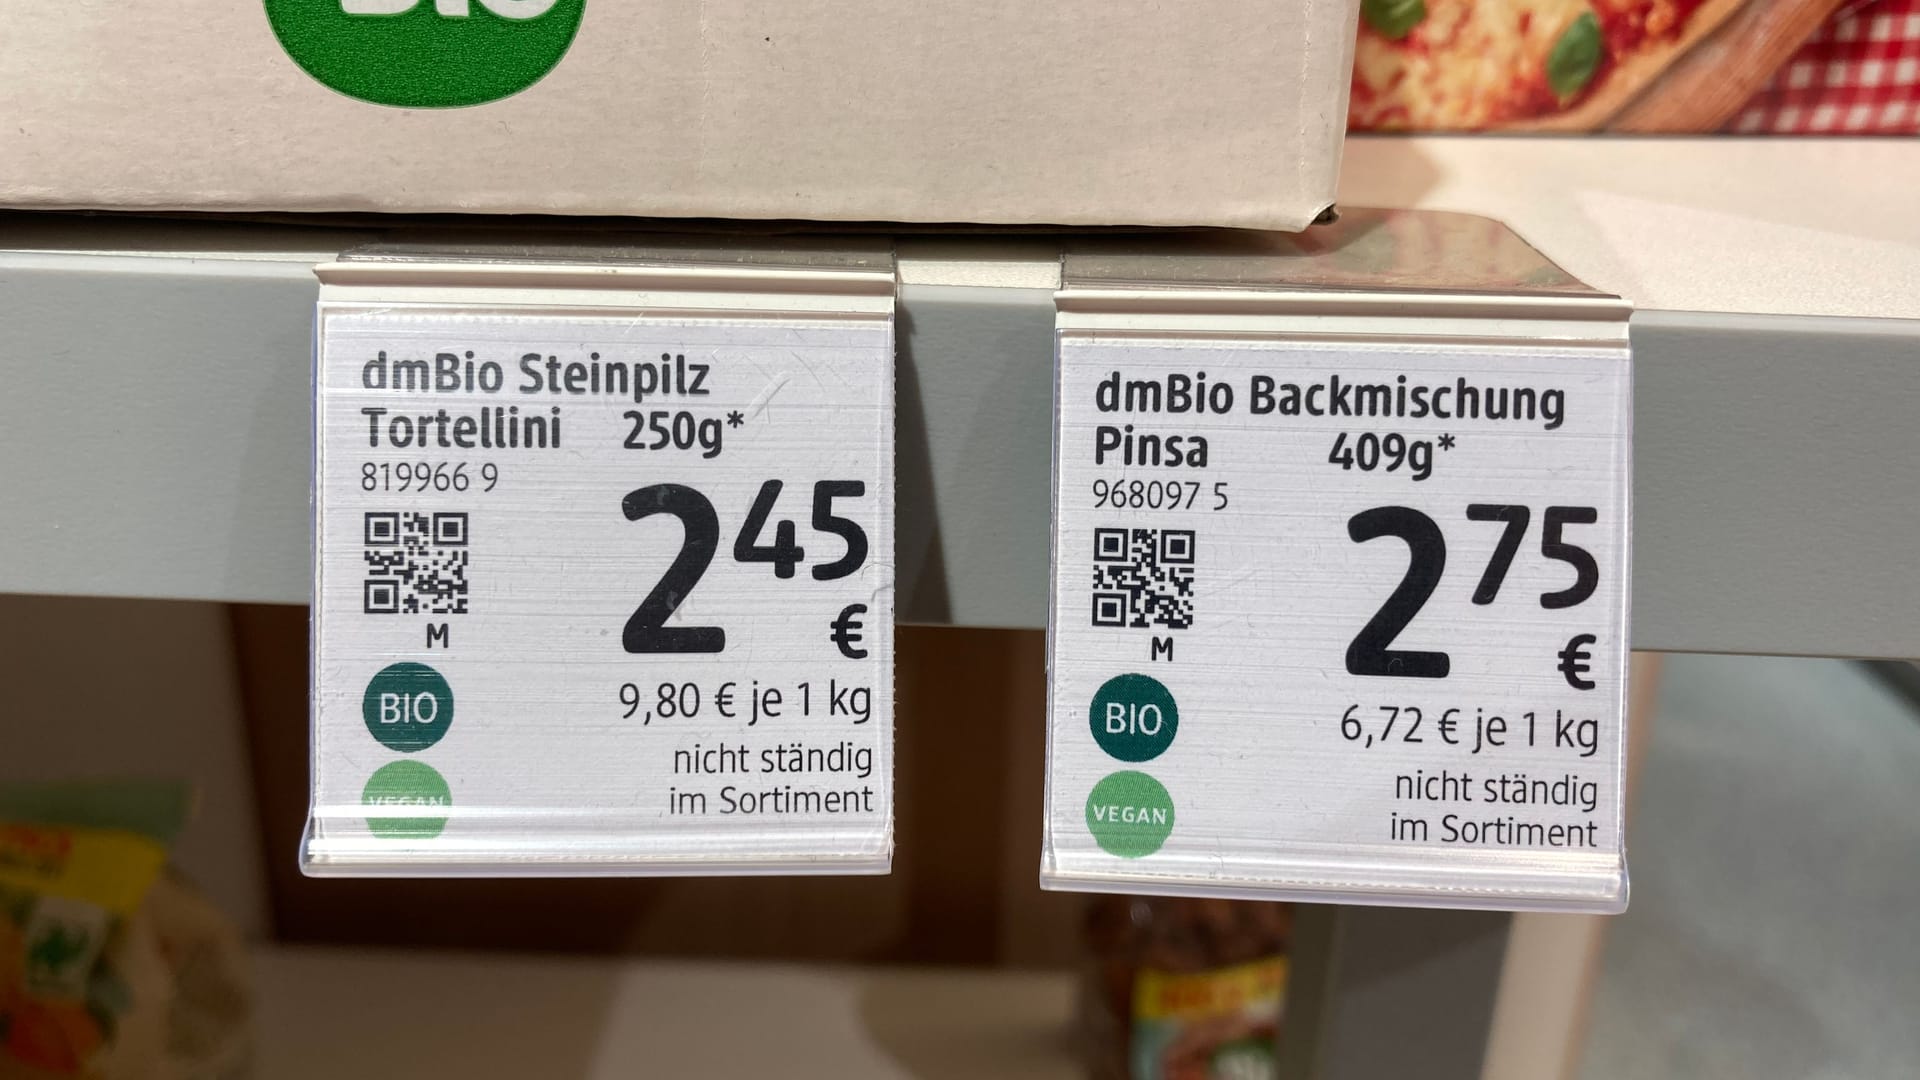 BIO
dmBio Steinpilz
Tortellini 250g*
819966 9
2 45
€
M
9,80 € je 1 kg
BIO
nicht ständig
im Sortiment
VEGAN
dmBio Backmischung
Pinsa 409g*
968097 5
2 75
€
M
6,72 € je 1 kg
BIO
nicht ständig
im Sortiment
VEGAN